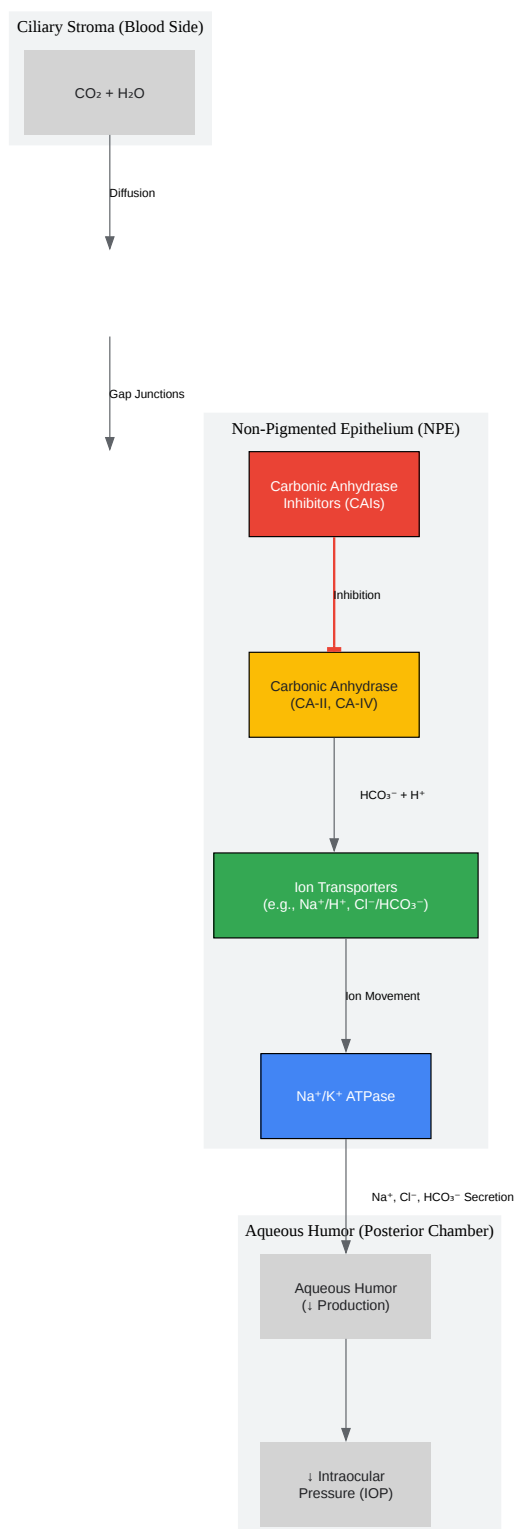 Ciliary Stroma (Blood Side)
CO₂ + H₂O
Diffusion
Gap Junctions
Non-Pigmented Epithelium (NPE)
Carbonic Anhydrase
Inhibitors (CAIs)
Inhibition
Carbonic Anhydrase
(CA-II, CA-IV)
HCO₃⁻ + H⁺
Ion Transporters
(e.g., Na⁺/H⁺, Cl⁻/HCO₃⁻)
Ion Movement
Na⁺/K⁺ ATPase
Na⁺, Cl⁻, HCO₃⁻ Secretion
Aqueous Humor (Posterior Chamber)
Aqueous Humor
(↓ Production)
↓ Intraocular
Pressure (IOP)